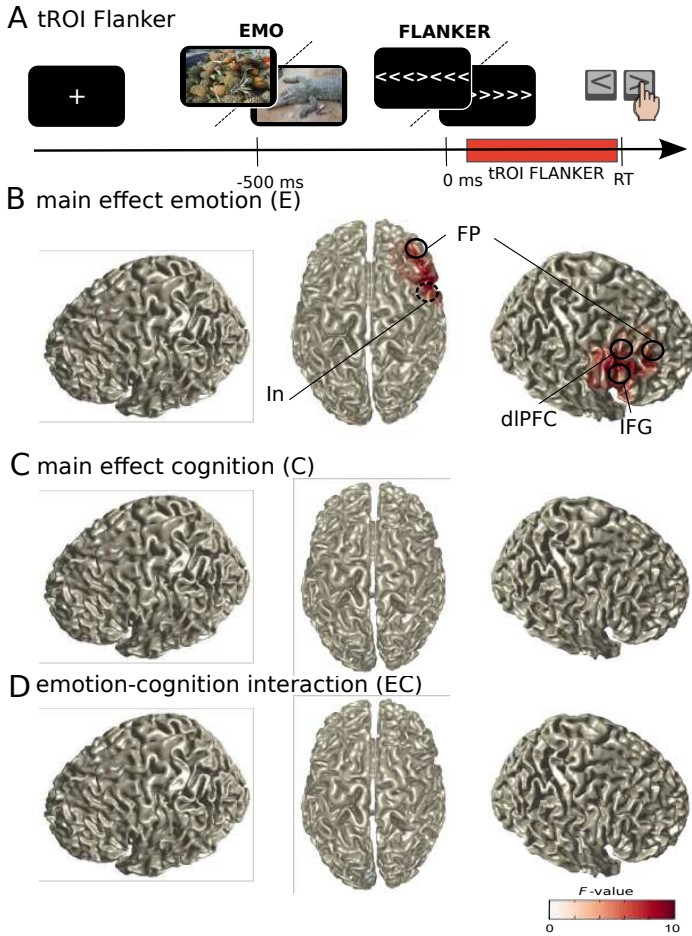 A tROI Flanker
EMO
FLANKER
+
<<<><<<
>>>>>
< >
-500 ms
0 ms
tROI FLANKER
RT
B main effect emotion (E)
FP
In
dlPFC
IFG
C main effect cognition (C)
D emotion-cognition interaction (EC)
F-value
0
10